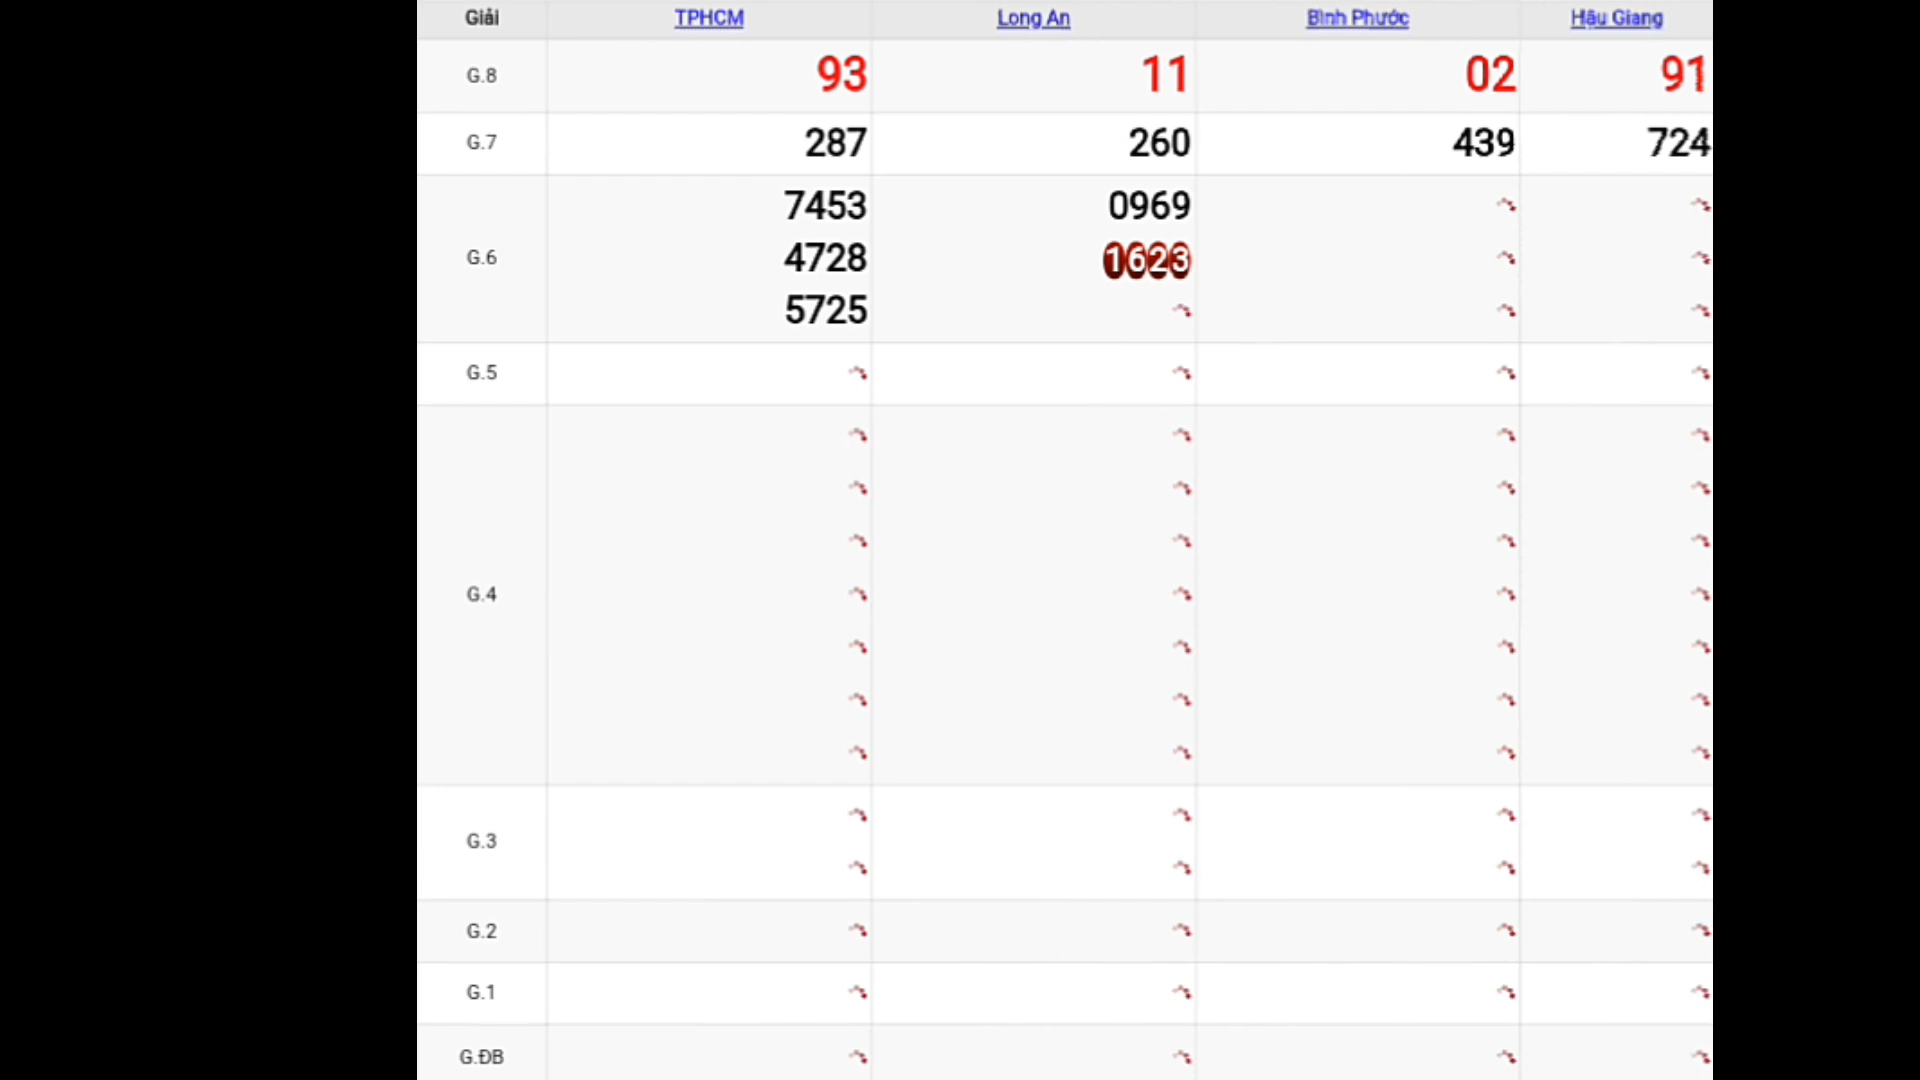 Giải TPHCM Long An Bình Phước Hậu Giang
G.8 93 11 02 91
G.7 287 260 439 724
7453 0969
G.6 4728 1623
5725
G.5
G.4
G.3
G.2
G.1
G.ĐB